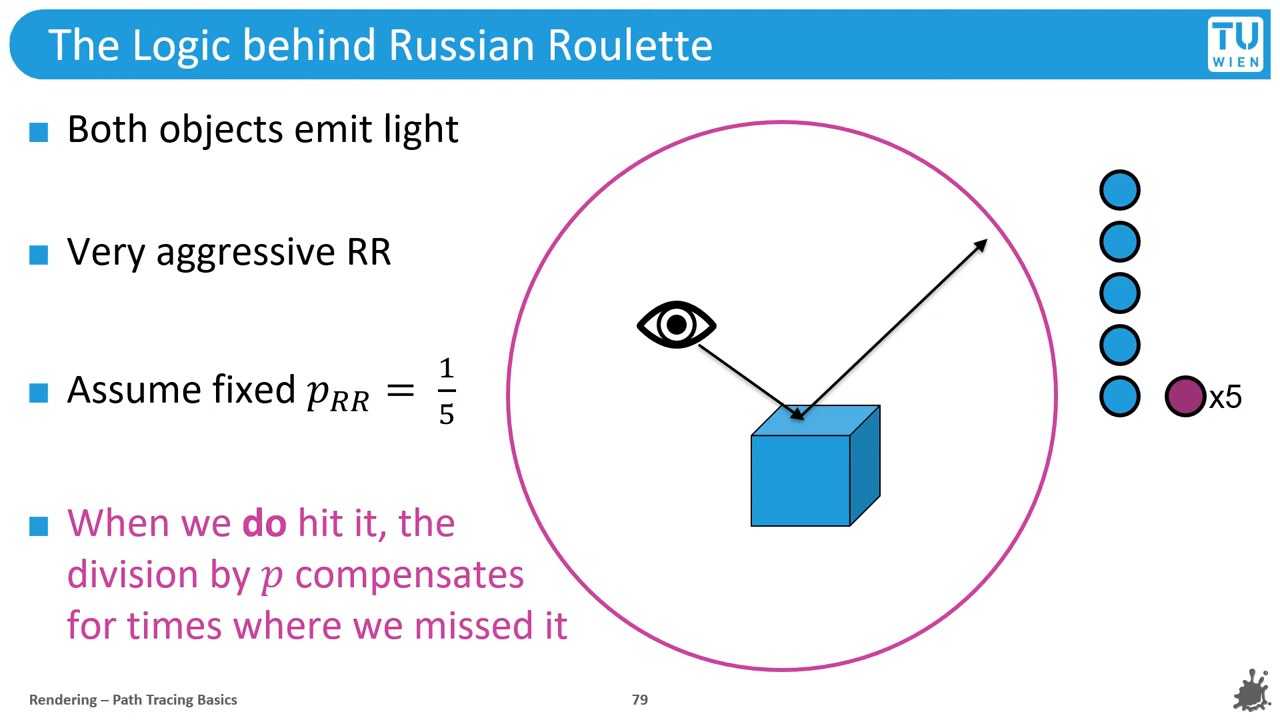 The Logic behind Russian Roulette
TU
WIEN
Both objects emit light
Very aggressive RR
Assume fixed p_RR = 1/5
When we do hit it, the
division by p compensates
for times where we missed it
x5
Rendering – Path Tracing Basics
79